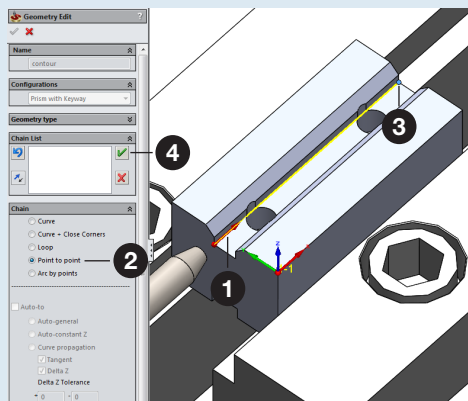 Geometry Edit ?
Name
contour
Configurations
Prism with Keyway
Geometry type
Chain List
4
Chain
Curve
Curve + Close Corners
Loop
Point to point
2
Arc by points
Auto-to
Auto-general
Auto-constant Z
Curve propagation
Tangent
Delta Z
Delta Z Tolerance
+ 0 - 0
3
1
z
-1